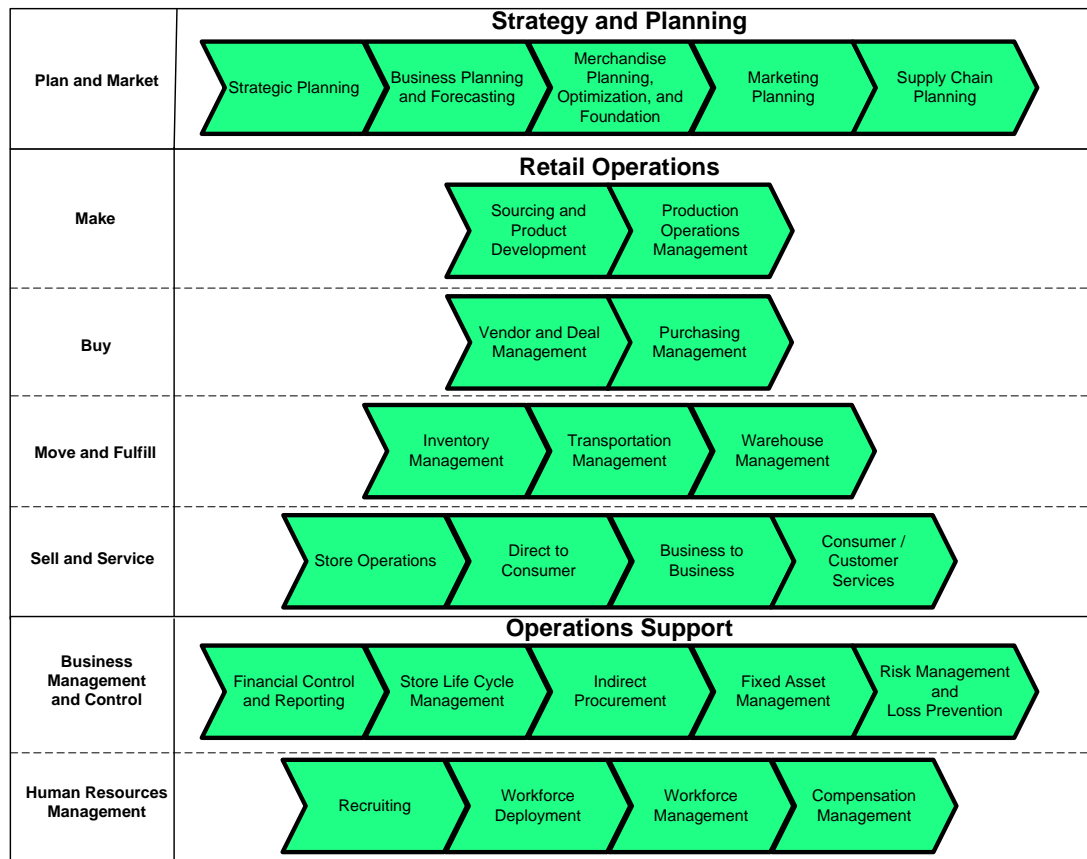 Strategy and Planning
Plan and Market
Strategic Planning
Business Planning
and Forecasting
Merchandise
Planning,
Optimization, and
Foundation
Marketing
Planning
Supply Chain
Planning
Retail Operations
Make
Sourcing and
Product
Development
Production
Operations
Management
Buy
Vendor and Deal
Management
Purchasing
Management
Move and Fulfill
Inventory
Management
Transportation
Management
Warehouse
Management
Sell and Service
Store Operations
Direct to
Consumer
Business to
Business
Consumer /
Customer
Services
Operations Support
Business
Management
and Control
Financial Control
and Reporting
Store Life Cycle
Management
Indirect
Procurement
Fixed Asset
Management
Risk Management
and
Loss Prevention
Human Resources
Management
Recruiting
Workforce
Deployment
Workforce
Management
Compensation
Management